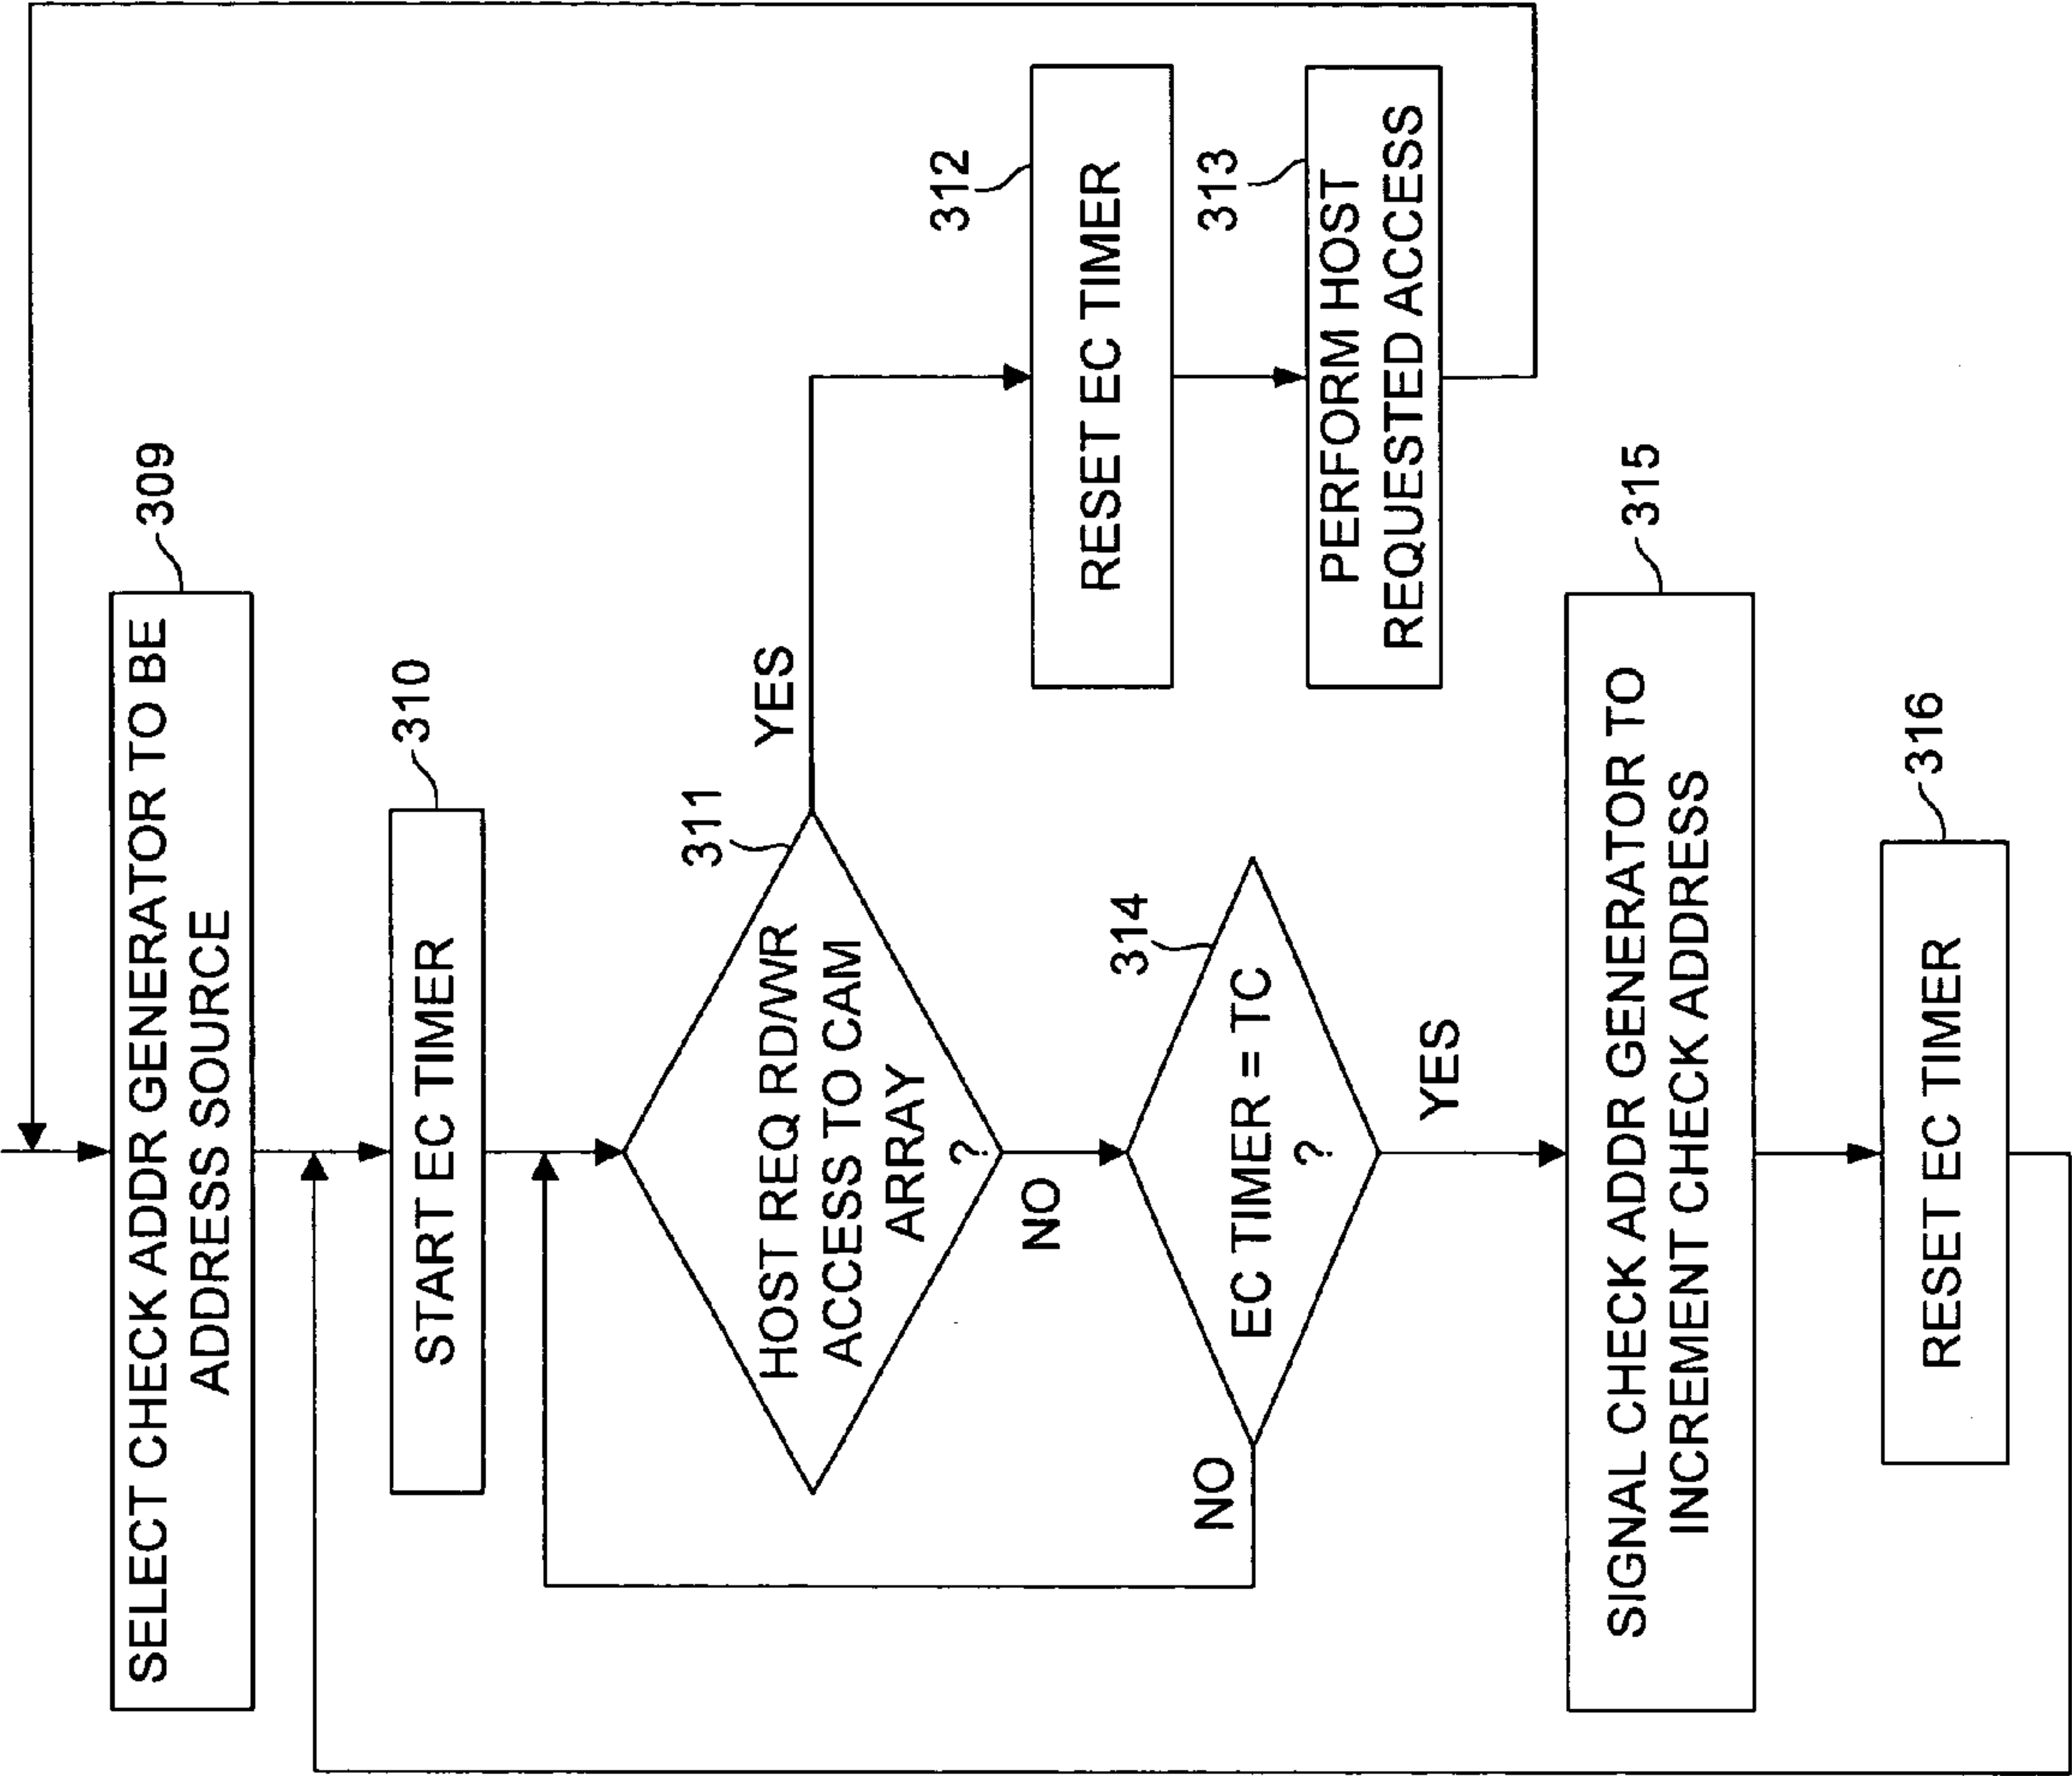 309
SELECT CHECK ADDR GENERATOR TO BE
ADDRESS SOURCE
310
START EC TIMER
311
HOST REQ RD/WR
ACCESS TO CAM
ARRAY
?
YES
NO
312
RESET EC TIMER
313
PERFORM HOST
REQUESTED ACCESS
314
EC TIMER = TC
?
NO
YES
315
SIGNAL CHECK ADDR GENERATOR TO
INCREMENT CHECK ADDRESS
316
RESET EC TIMER